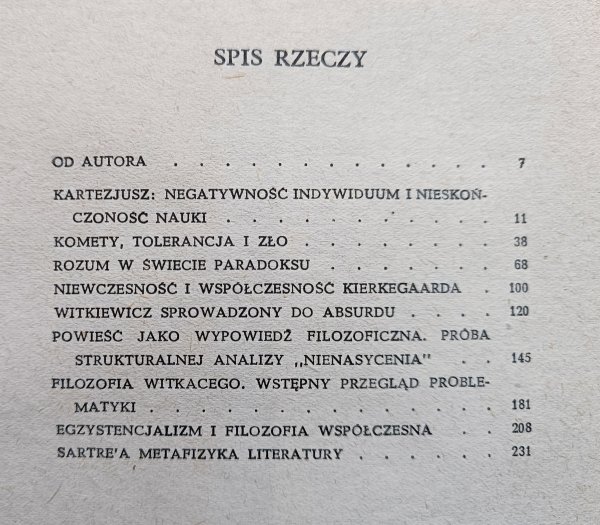 SPIS RZECZY
OD AUTORA . . . . . . . . . . . . . 7
KARTEZJUSZ: NEGATYWNOŚĆ INDYWIDUUM I NIESKOŃ-
CZONOŚĆ NAUKI . . . . . . . . . . 11
KOMETY, TOLERANCJA I ZŁO . . . . . . . 38
ROZUM W ŚWIECIE PARADOKSU . . . . . . 68
NIEWCZESNOŚĆ I WSPÓŁCZESNOŚĆ KIERKEGAARDA . 100
WITKIEWICZ SPROWADZONY DO ABSURDU . . . . 120
POWIEŚĆ JAKO WYPOWIEDŹ FILOZOFICZNA. PRÓBA
STRUKTURALNEJ ANALIZY „NIENASYCENIA" . . 145
FILOZOFIA WITKACEGO. WSTĘPNY PRZEGLĄD PROBLE-
MATYKI . . . . . . . . . . . . . 181
EGZYSTENCJALIZM I FILOZOFIA WSPÓŁCZESNA . . 208
SARTRE'A METAFIZYKA LITERATURY . . . . . 231